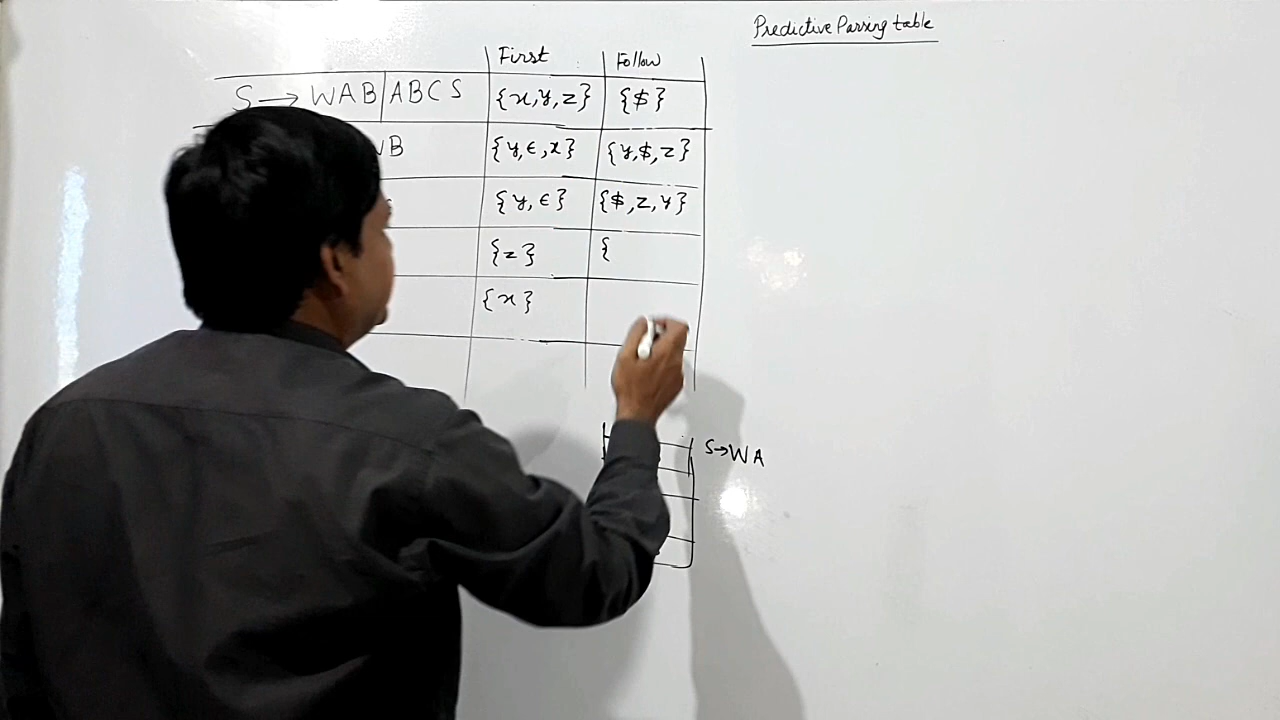 Predictive Parsing table
First Follow
S → WAB | ABCS {x,y,z} {$}
B {y,ε,x} {y,$,z}
{y,ε} {$,z,y}
{z} {
{x}
S→WA